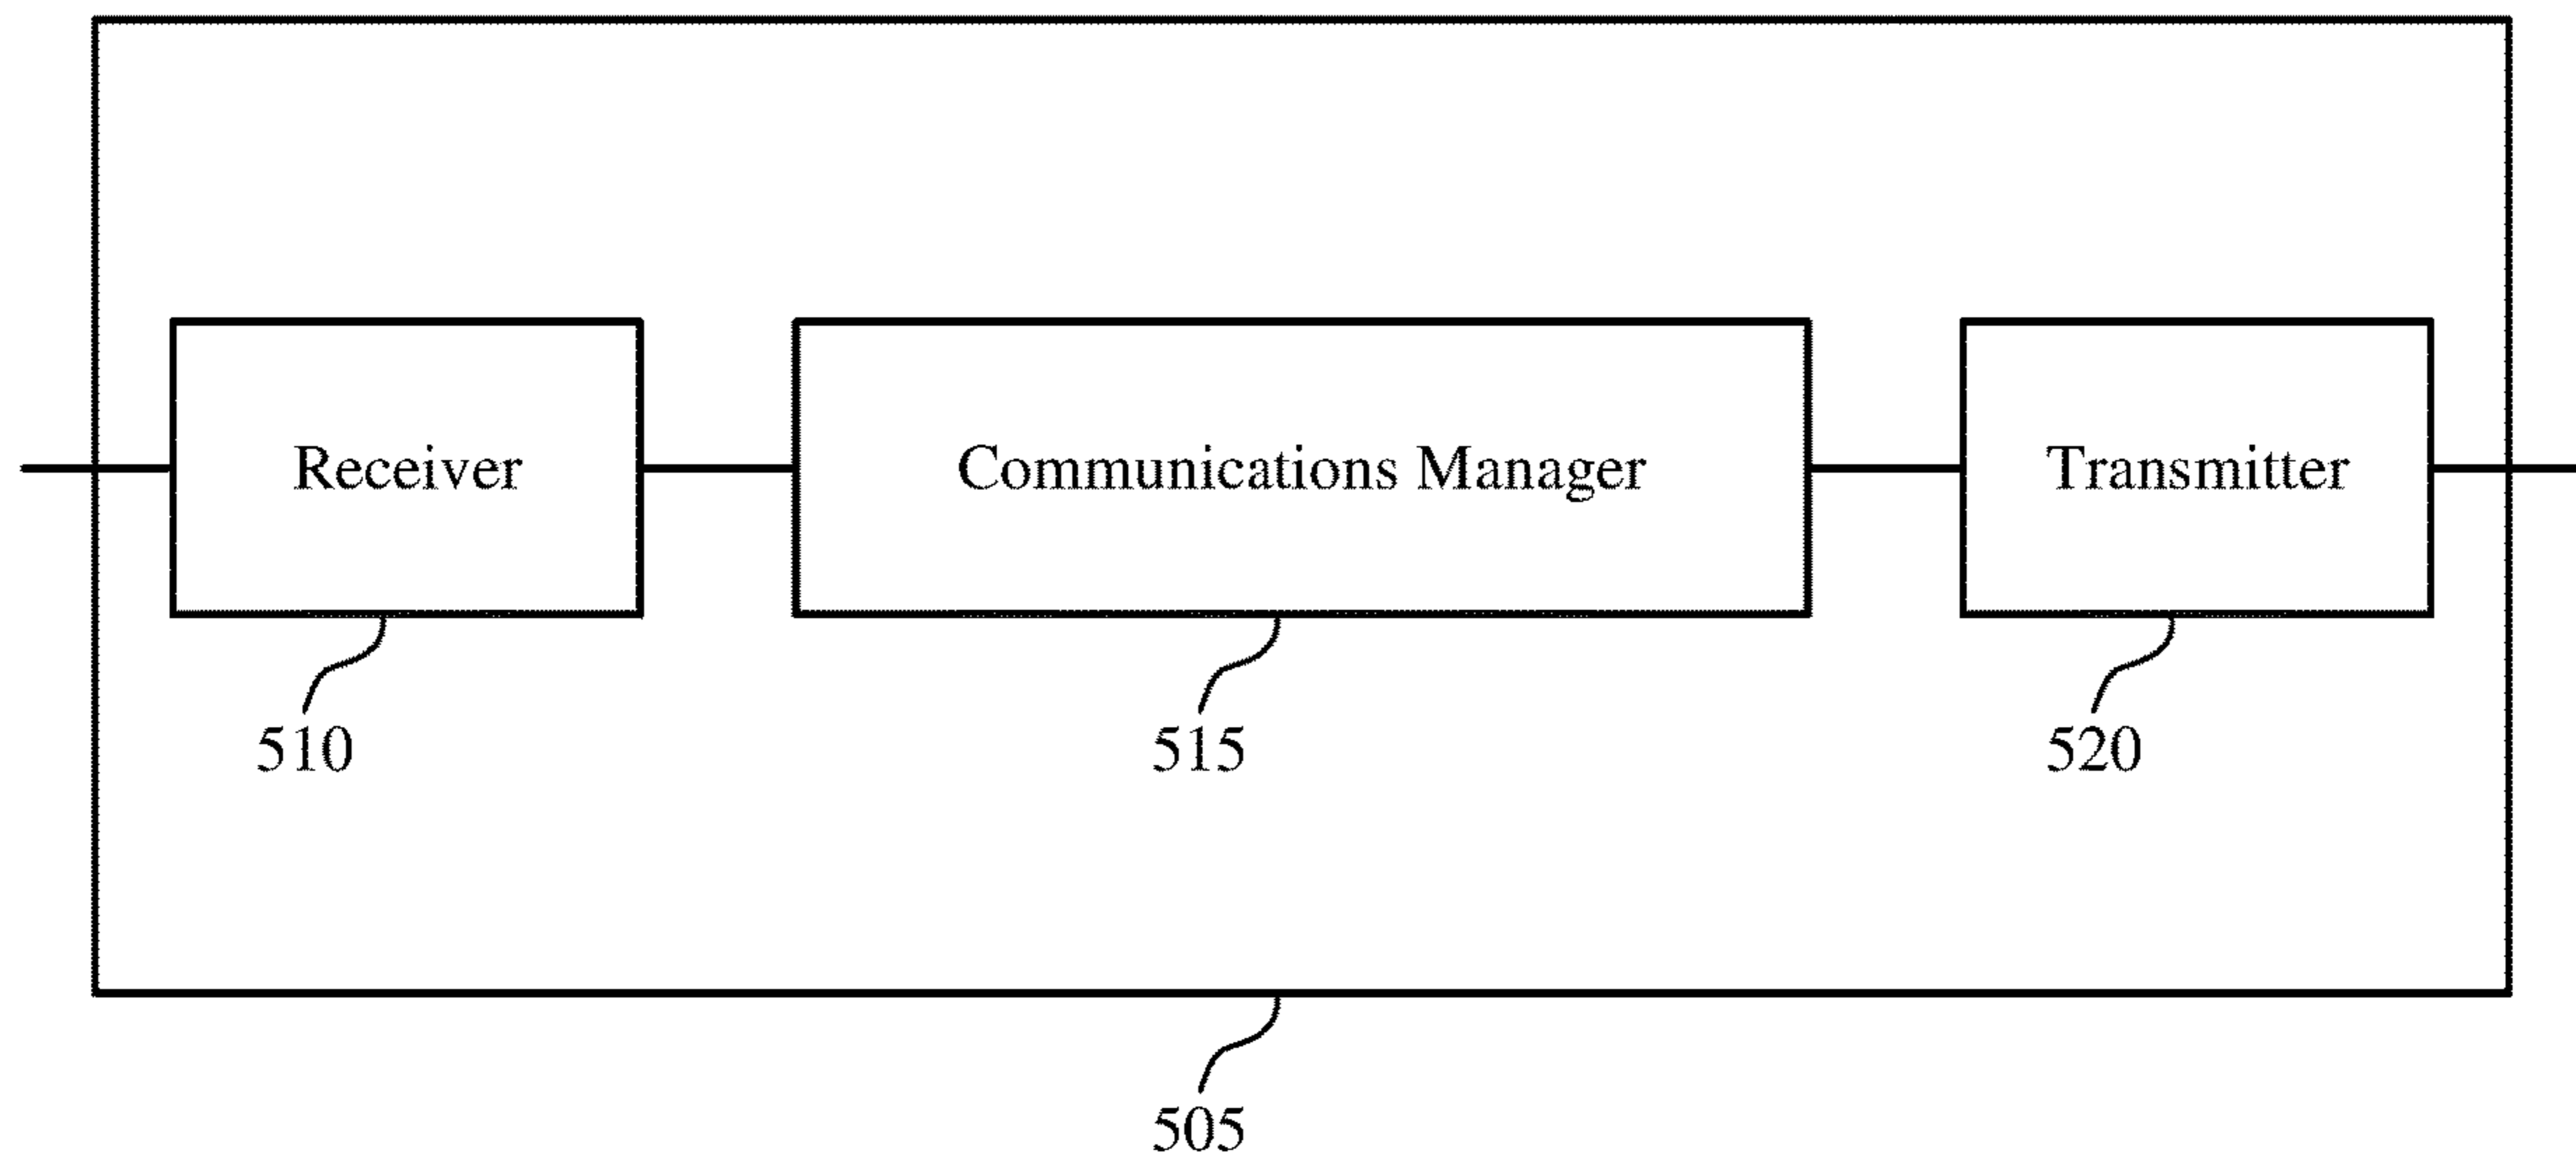 Receiver
Communications Manager
Transmitter
510
515
520
505